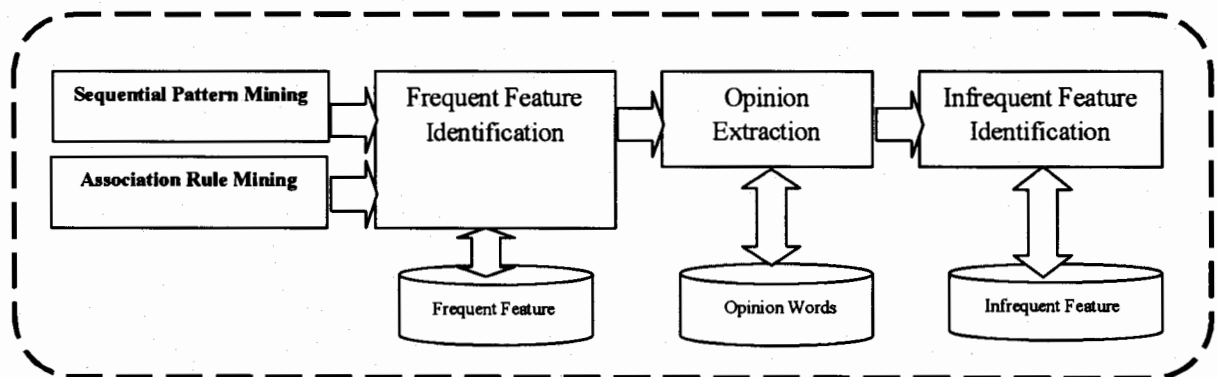 Sequential Pattern Mining
Association Rule Mining
Frequent Feature
Identification
Opinion
Extraction
Infrequent Feature
Identification
Frequent Feature
Opinion Words
Infrequent Feature